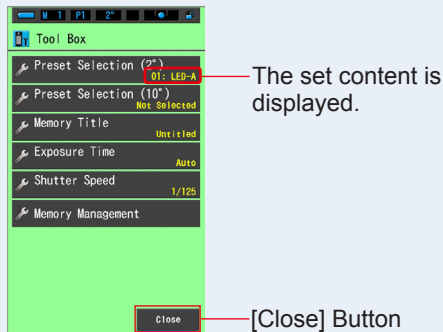 M 1 P1 2°
Tool Box
Preset Selection (2°)
01: LED-A
The set content is
displayed.
Preset Selection (10°)
Not Selected
Memory Title
Untitled
Exposure Time
Auto
Shutter Speed
1/125
Memory Management
Close
[Close] Button